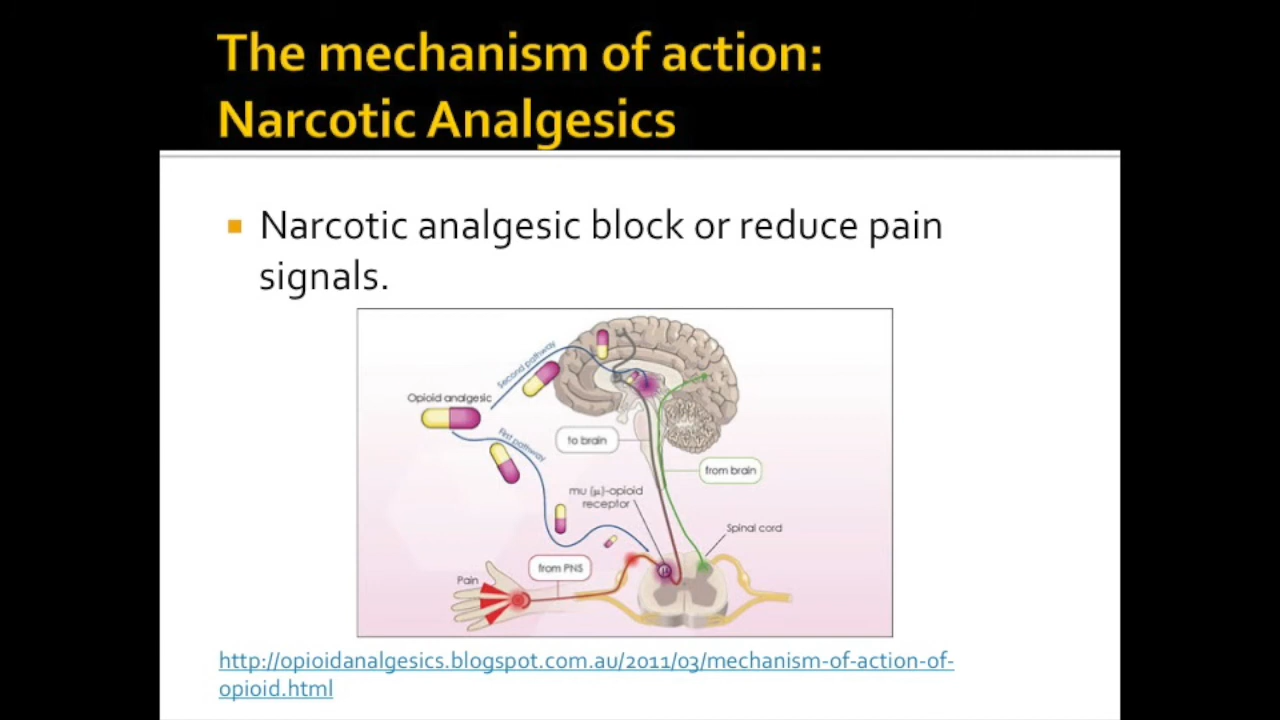 The mechanism of action:
Narcotic Analgesics
Narcotic analgesic block or reduce pain
signals.
Second pathway
Opioid analgesic
First pathway
to brain
from brain
mu (μ)-opioid
receptor
Spinal cord
from PNS
μ
Pain
http://opioidanalgesics.blogspot.com.au/2011/03/mechanism-of-action-of-
opioid.html